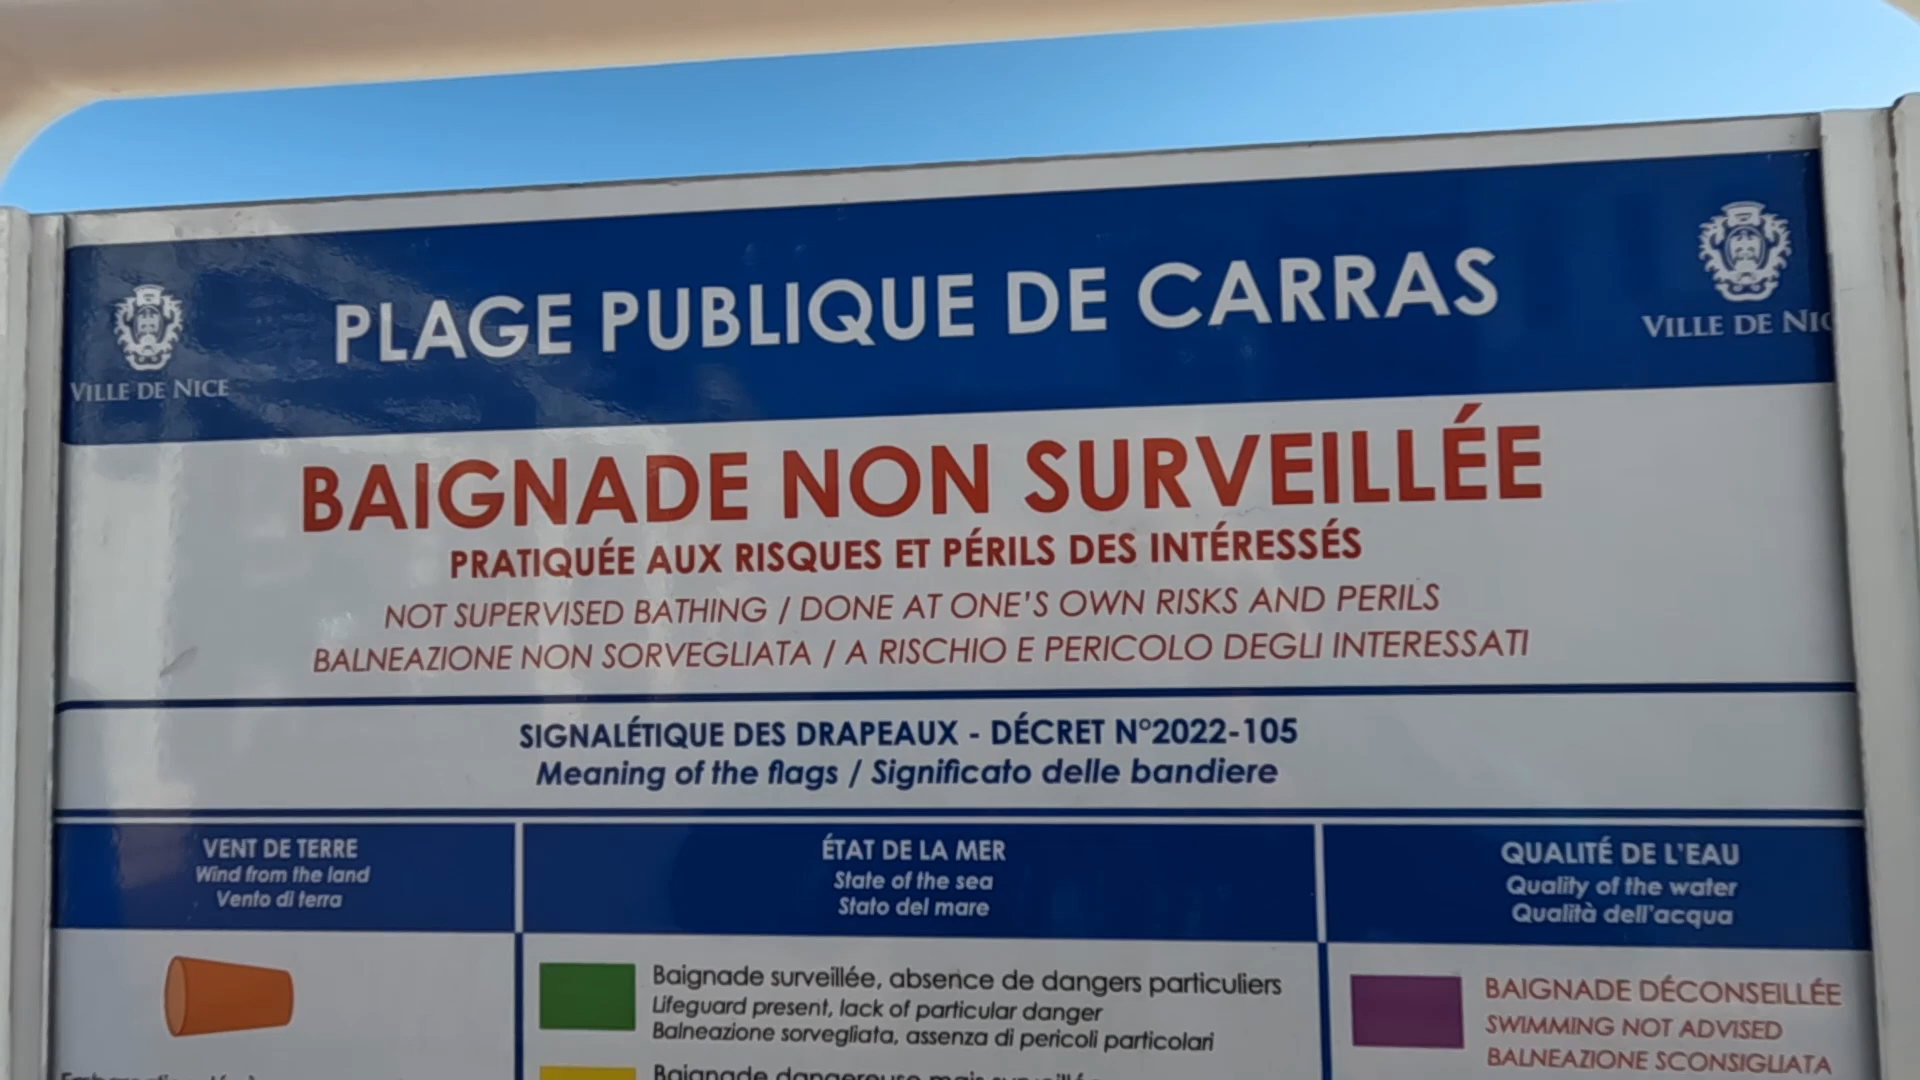 PLAGE PUBLIQUE DE CARRAS
VILLE DE NICE
VILLE DE
BAIGNADE NON SURVEILLÉE
PRATIQUÉE AUX RISQUES ET PÉRILS DES INTÉRESSÉS
NOT SUPERVISED BATHING / DONE AT ONE'S OWN RISKS AND PERILS
BALNEAZIONE NON SORVEGLIATA / A RISCHIO E PERICOLO DEGLI INTERESSATI
SIGNALÉTIQUE DES DRAPEAUX - DÉCRET N°2022-105
Meaning of the flags / Significato delle bandiere
VENT DE TERRE
Wind from the land
Vento di terra
ÉTAT DE LA MER
State of the sea
Stato del mare
QUALITÉ DE L'EAU
Quality of the water
Qualità dell'acqua
Baignade surveillée, absence de dangers particuliers
Lifeguard present, lack of particular danger
Balneazione sorvegliata, assenza di pericoli particolari
Baignade dangereuse mais surveillée
BAIGNADE DÉCONSEILLÉE
SWIMMING NOT ADVISED
BALNEAZIONE SCONSIGLIATA